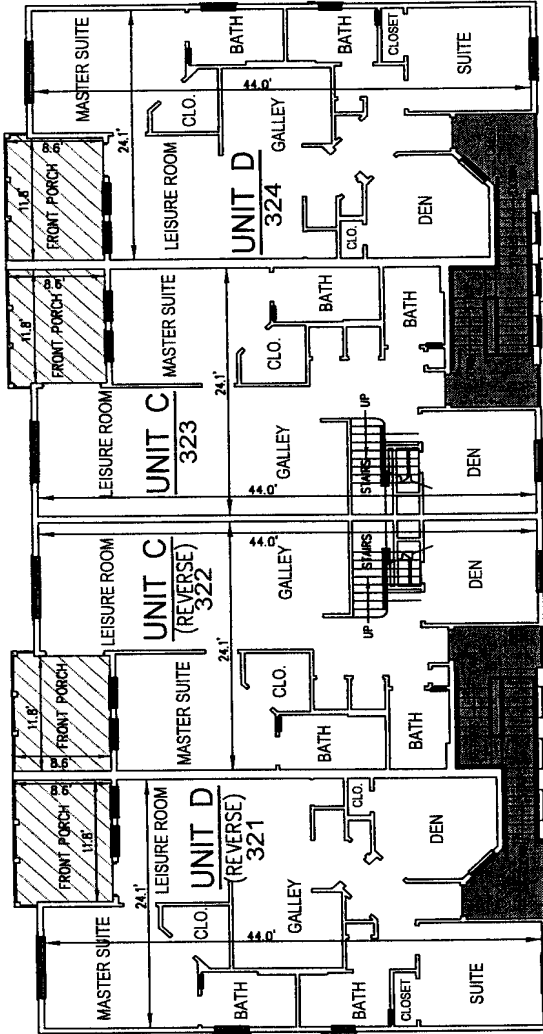 MASTER SUITE
BATH
BATH
CLOSET
SUITE
CLO.
44.0'
24.1'
GALLEY
UNIT D
(REVERSE)
321
LEISURE ROOM
FRONT PORCH
11.8'
8.6'
CLO.
DEN
FRONT PORCH
11.8'
8.6'
MASTER SUITE
CLO.
BATH
BATH
24.1'
UNIT C
(REVERSE)
322
LEISURE ROOM
GALLEY
44.0'
UP
STAIRS
DEN
LEISURE ROOM
UNIT C
323
GALLEY
44.0'
24.1'
STAIRS
UP
DEN
FRONT PORCH
11.8'
8.6'
MASTER SUITE
CLO.
BATH
BATH
FRONT PORCH
11.8'
8.6'
LEISURE ROOM
UNIT D
324
GALLEY
CLO.
DEN
24.1'
44.0'
MASTER SUITE
CLO.
BATH
BATH
CLOSET
SUITE